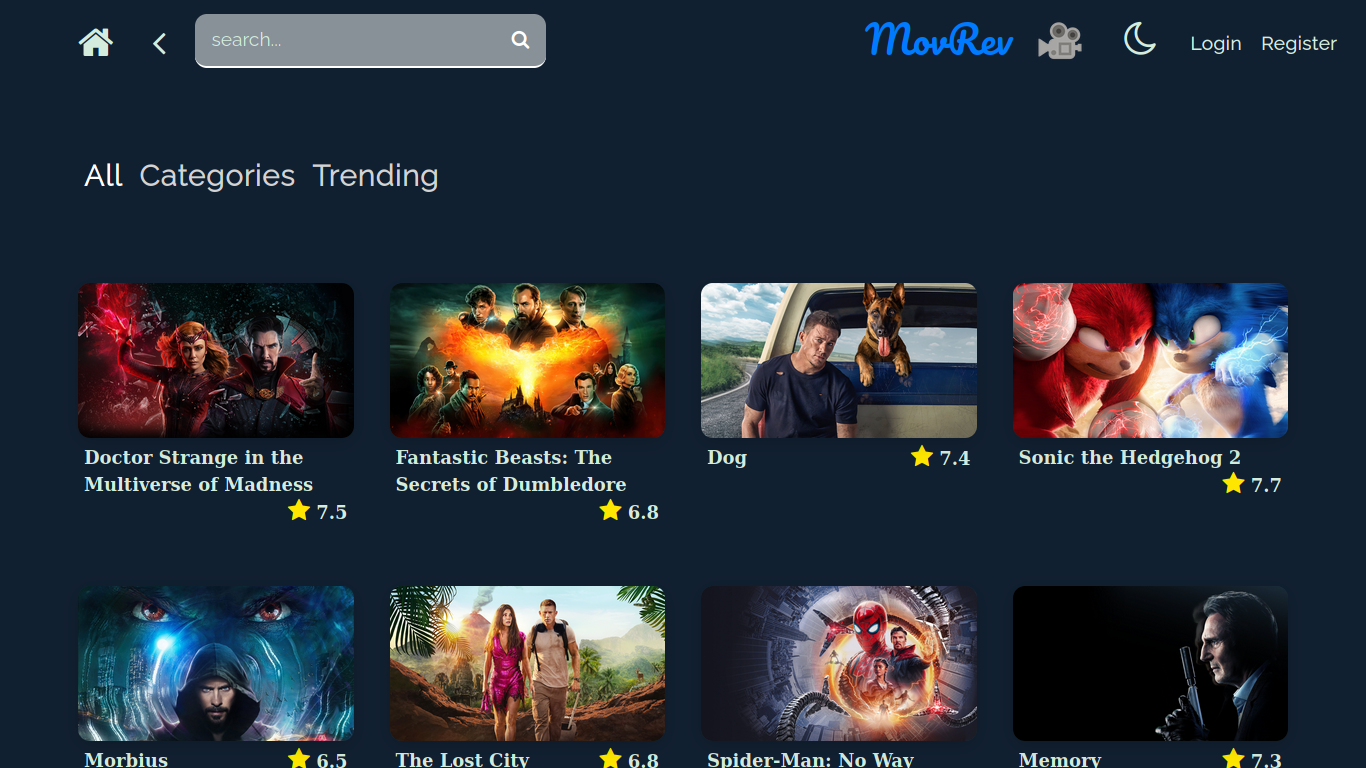 search...
MovRev
Login
Register
All Categories Trending
Doctor Strange in the
Multiverse of Madness
7.5
Fantastic Beasts: The
Secrets of Dumbledore
6.8
Dog
7.4
Sonic the Hedgehog 2
7.7
Morbius
6.5
The Lost City
6.8
Spider-Man: No Way
Memory
7.3